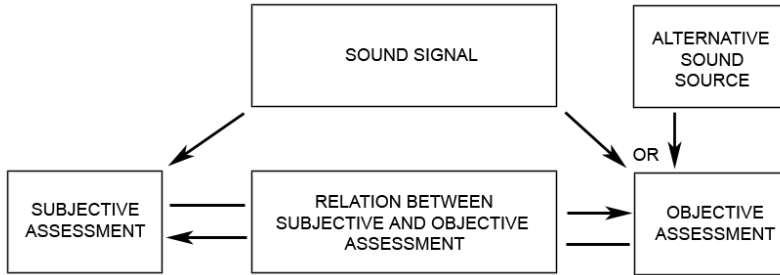 SOUND SIGNAL
ALTERNATIVE
SOUND
SOURCE
OR
SUBJECTIVE
ASSESSMENT
RELATION BETWEEN
SUBJECTIVE AND OBJECTIVE
ASSESSMENT
OBJECTIVE
ASSESSMENT